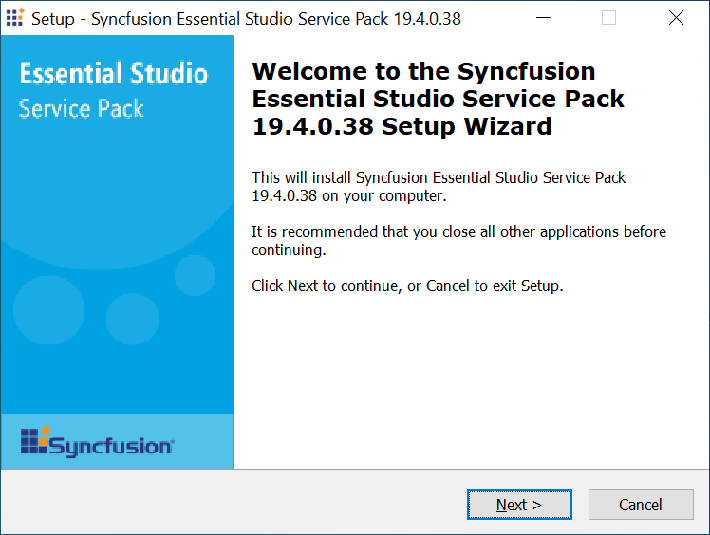 Setup - Syncfusion Essential Studio Service Pack 19.4.0.38
Essential Studio
Service Pack
Welcome to the Syncfusion
Essential Studio Service Pack
19.4.0.38 Setup Wizard
This will install Syncfusion Essential Studio Service Pack
19.4.0.38 on your computer.
It is recommended that you close all other applications before
continuing.
Click Next to continue, or Cancel to exit Setup.
Syncfusion
Next >
Cancel